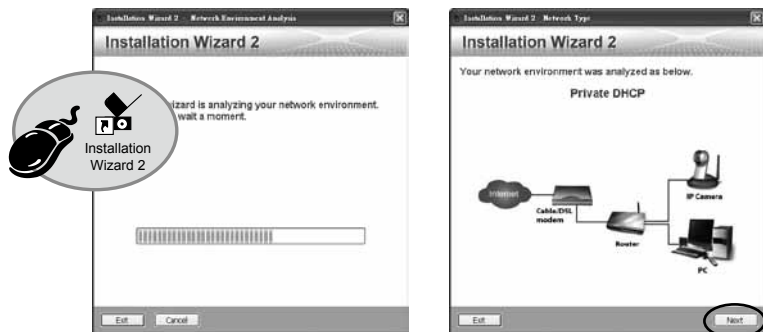 Installation Wizard 2 - Network Environment Analysis
Installation Wizard 2
izard is analyzing your network environment.
wait a moment.
Installation
Wizard 2
Exit
Cancel
Installation Wizard 2 - Network Type
Installation Wizard 2
Your network environment was analyzed as below.
Private DHCP
Internet
Cable/DSL
modem
Router
IP Camera
PC
Exit
Next